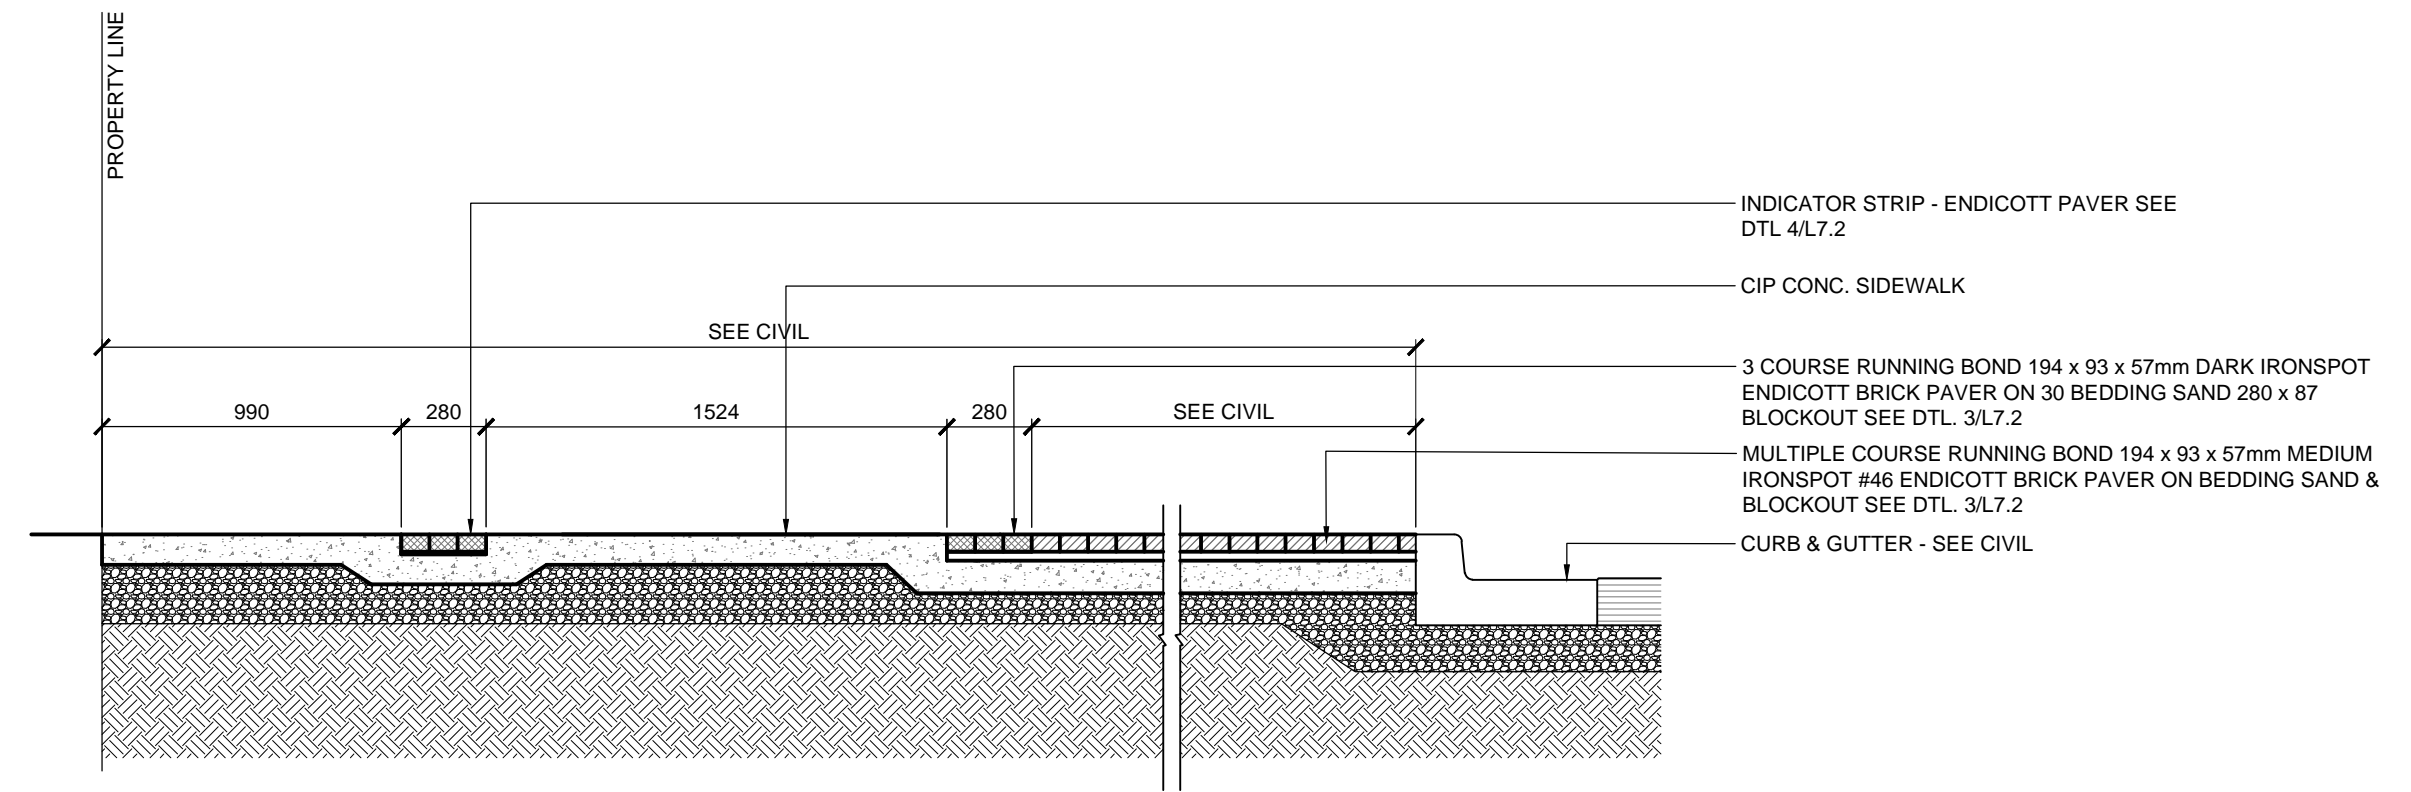 PROPERTY LINE
INDICATOR STRIP - ENDICOTT PAVER SEE
DTL 4/L7.2
CIP CONC. SIDEWALK
SEE CIVIL
3 COURSE RUNNING BOND 194 x 93 x 57mm DARK IRONSPOT
ENDICOTT BRICK PAVER ON 30 BEDDING SAND 280 x 87
BLOCKOUT SEE DTL. 3/L7.2
990 280 1524 280 SEE CIVIL
MULTIPLE COURSE RUNNING BOND 194 x 93 x 57mm MEDIUM
IRONSPOT #46 ENDICOTT BRICK PAVER ON BEDDING SAND &
BLOCKOUT SEE DTL. 3/L7.2
CURB & GUTTER - SEE CIVIL